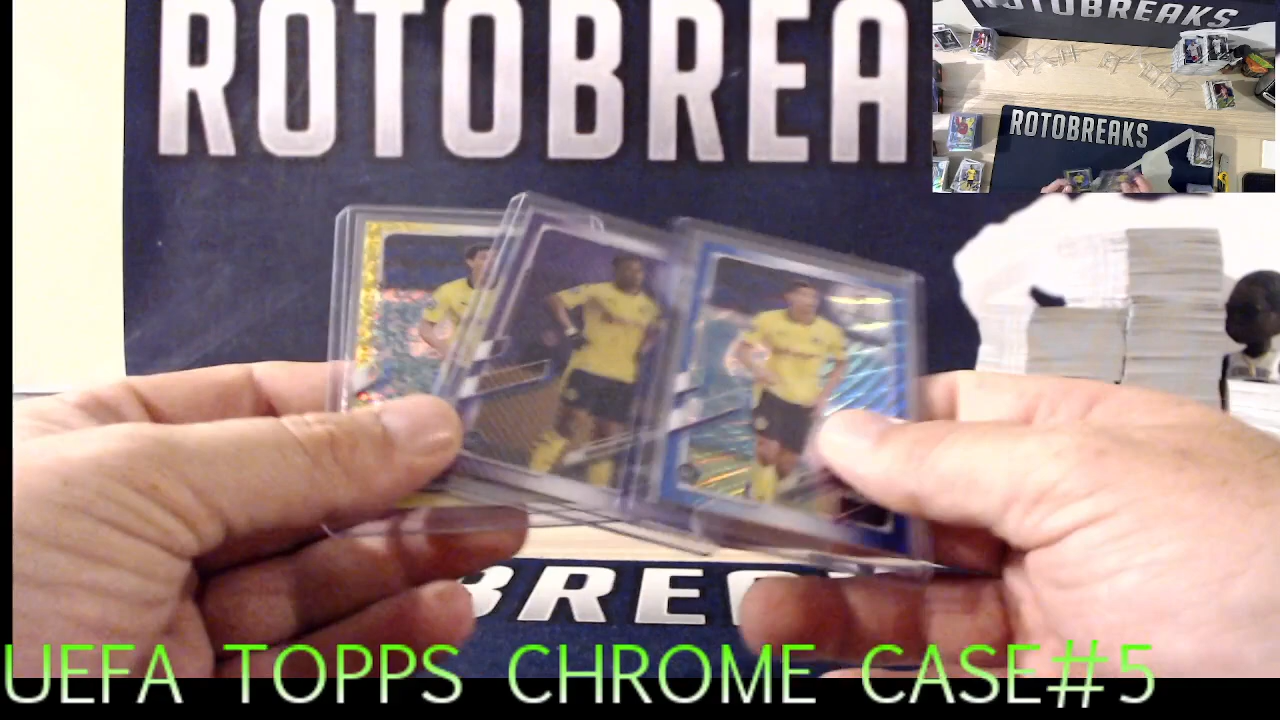 ROTOBREA
ROTOBREAKS
ROTOBREAKS
BREA
UEFA TOPPS CHROME CASE#5